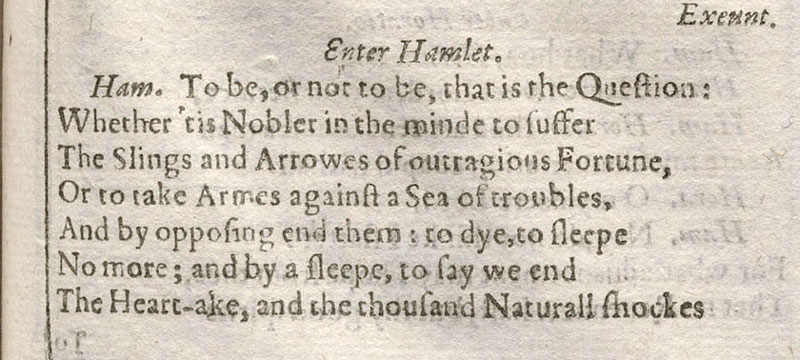 Exeunt.
Enter Hamlet.
Ham. To be, or not to be, that is the Queſtion:
Whether 'tis Nobler in the minde to ſuffer
The Slings and Arrowes of outragious Fortune,
Or to take Armes againſt a Sea of troubles,
And by oppoſing end them: to dye, to ſleepe
No more; and by a ſleepe, to ſay we end
The Heart-ake, and the thouſand Naturall ſhockes